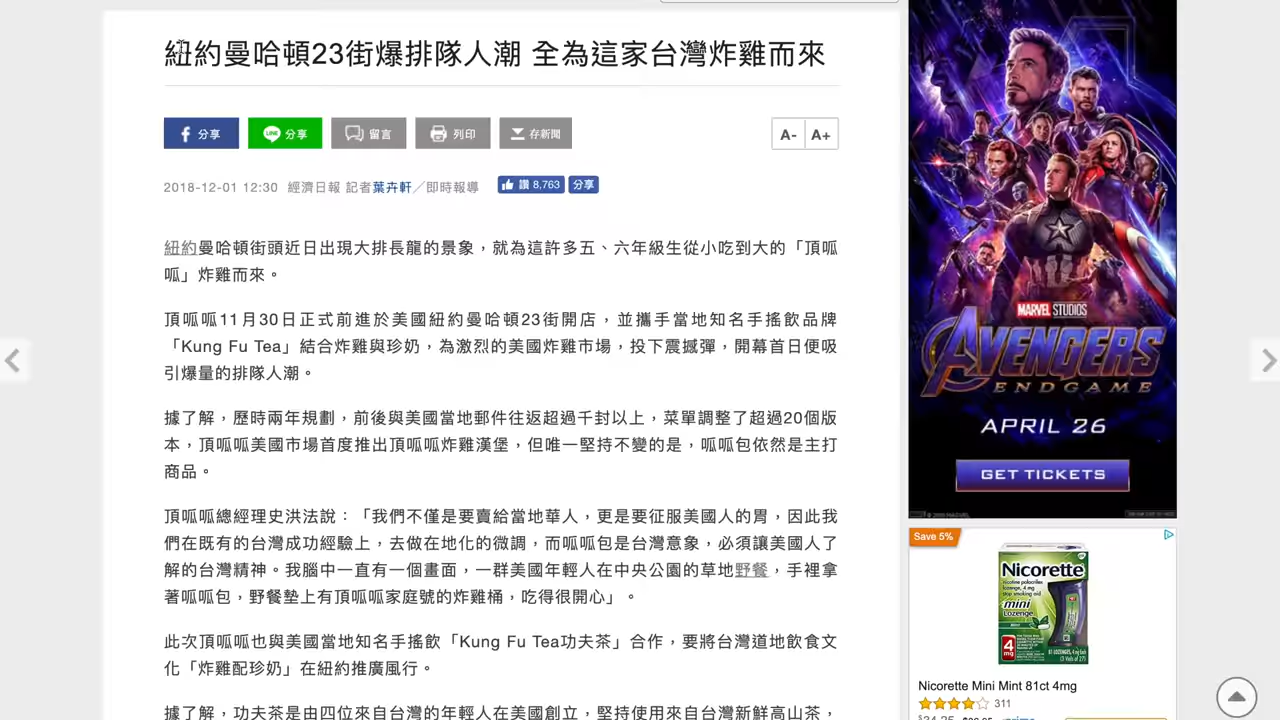 紐約曼哈頓23街爆排隊人潮 全為這家台灣炸雞而來
分享
分享
留言
列印
存新聞
A-
A+
2018-12-01 12:30 經濟日報 記者葉卉軒╱即時報導
讚 8,763
分享
紐約曼哈頓街頭近日出現大排長龍的景象，就為這許多五、六年級生從小吃到大的「頂呱
呱」炸雞而來。
頂呱呱11月30日正式前進於美國紐約曼哈頓23街開店，並攜手當地知名手搖飲品牌
「Kung Fu Tea」結合炸雞與珍奶，為激烈的美國炸雞市場，投下震撼彈，開幕首日便吸
引爆量的排隊人潮。
據了解，歷時兩年規劃，前後與美國當地郵件往返超過千封以上，菜單調整了超過20個版
本，頂呱呱美國市場首度推出頂呱呱炸雞漢堡，但唯一堅持不變的是，呱呱包依然是主打
商品。
頂呱呱總經理史洪法說：「我們不僅是要賣給當地華人，更是要征服美國人的胃，因此我
們在既有的台灣成功經驗上，去做在地化的微調，而呱呱包是台灣意象，必須讓美國人了
解的台灣精神。我腦中一直有一個畫面，一群美國年輕人在中央公園的草地野餐，手裡拿
著呱呱包，野餐墊上有頂呱呱家庭號的炸雞桶，吃得很開心」。
此次頂呱呱也與美國當地知名手搖飲「Kung Fu Tea功夫茶」合作，要將台灣道地飲食文
化「炸雞配珍奶」在紐約推廣風行。
據了解，功夫茶是由四位來自台灣的年輕人在美國創立，堅持使用來自台灣新鮮高山茶，
MARVEL STUDIOS
AVENGERS
ENDGAME
APRIL 26
GET TICKETS
Save 5%
Nicorette
mini
Lozenge
4
mg
Nicorette Mini Mint 81ct 4mg
311